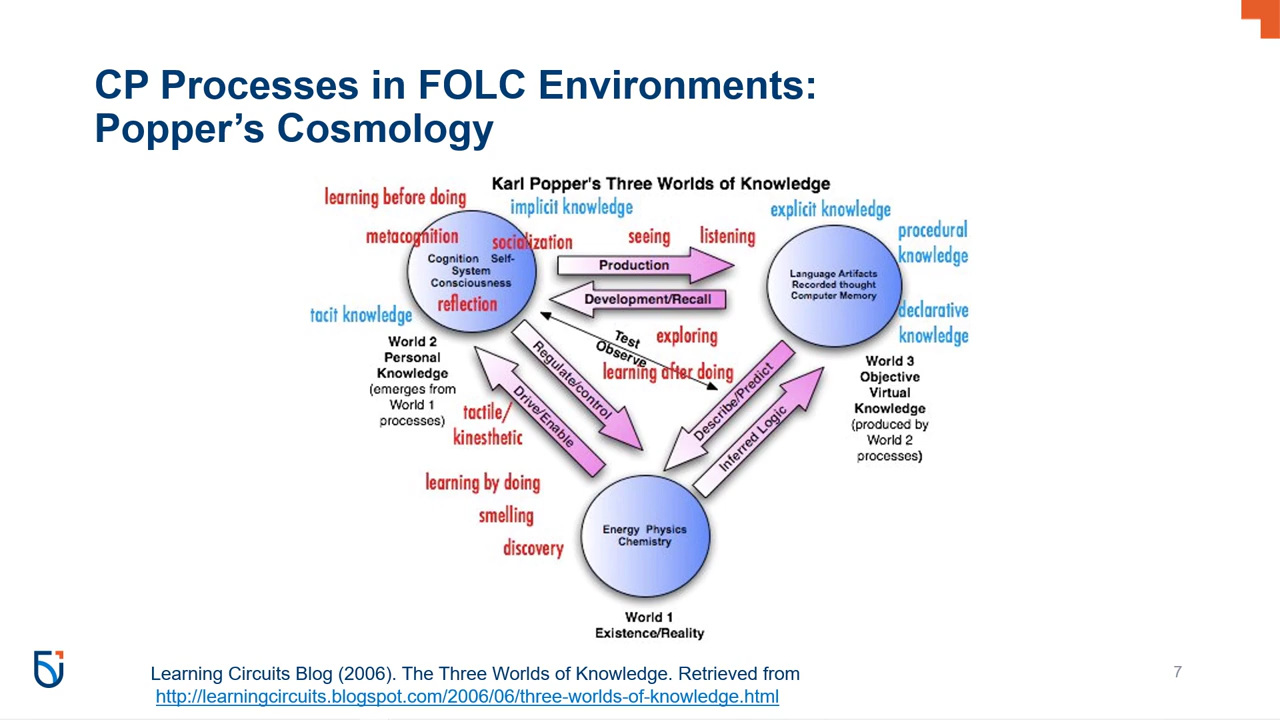 CP Processes in FOLC Environments:
Popper's Cosmology
Karl Popper's Three Worlds of Knowledge
learning before doing
implicit knowledge
explicit knowledge
metacognition
socialization
seeing
listening
procedural
knowledge
Cognition Self-
System
Consciousness
Production
Language Artifacts
Recorded thought
Computer Memory
reflection
Development/Recall
tacit knowledge
declarative
knowledge
Test
Observe
exploring
learning after doing
World 2
Personal
Knowledge
(emerges from
World 1
processes)
Regulate/control
Drive/Enable
Describe/Predict
Inferred Logic
World 3
Objective
Virtual
Knowledge
(produced by
World 2
processes)
tactile/
kinesthetic
learning by doing
smelling
discovery
Energy Physics
Chemistry
World 1
Existence/Reality
Learning Circuits Blog (2006). The Three Worlds of Knowledge. Retrieved from
http://learningcircuits.blogspot.com/2006/06/three-worlds-of-knowledge.html
7